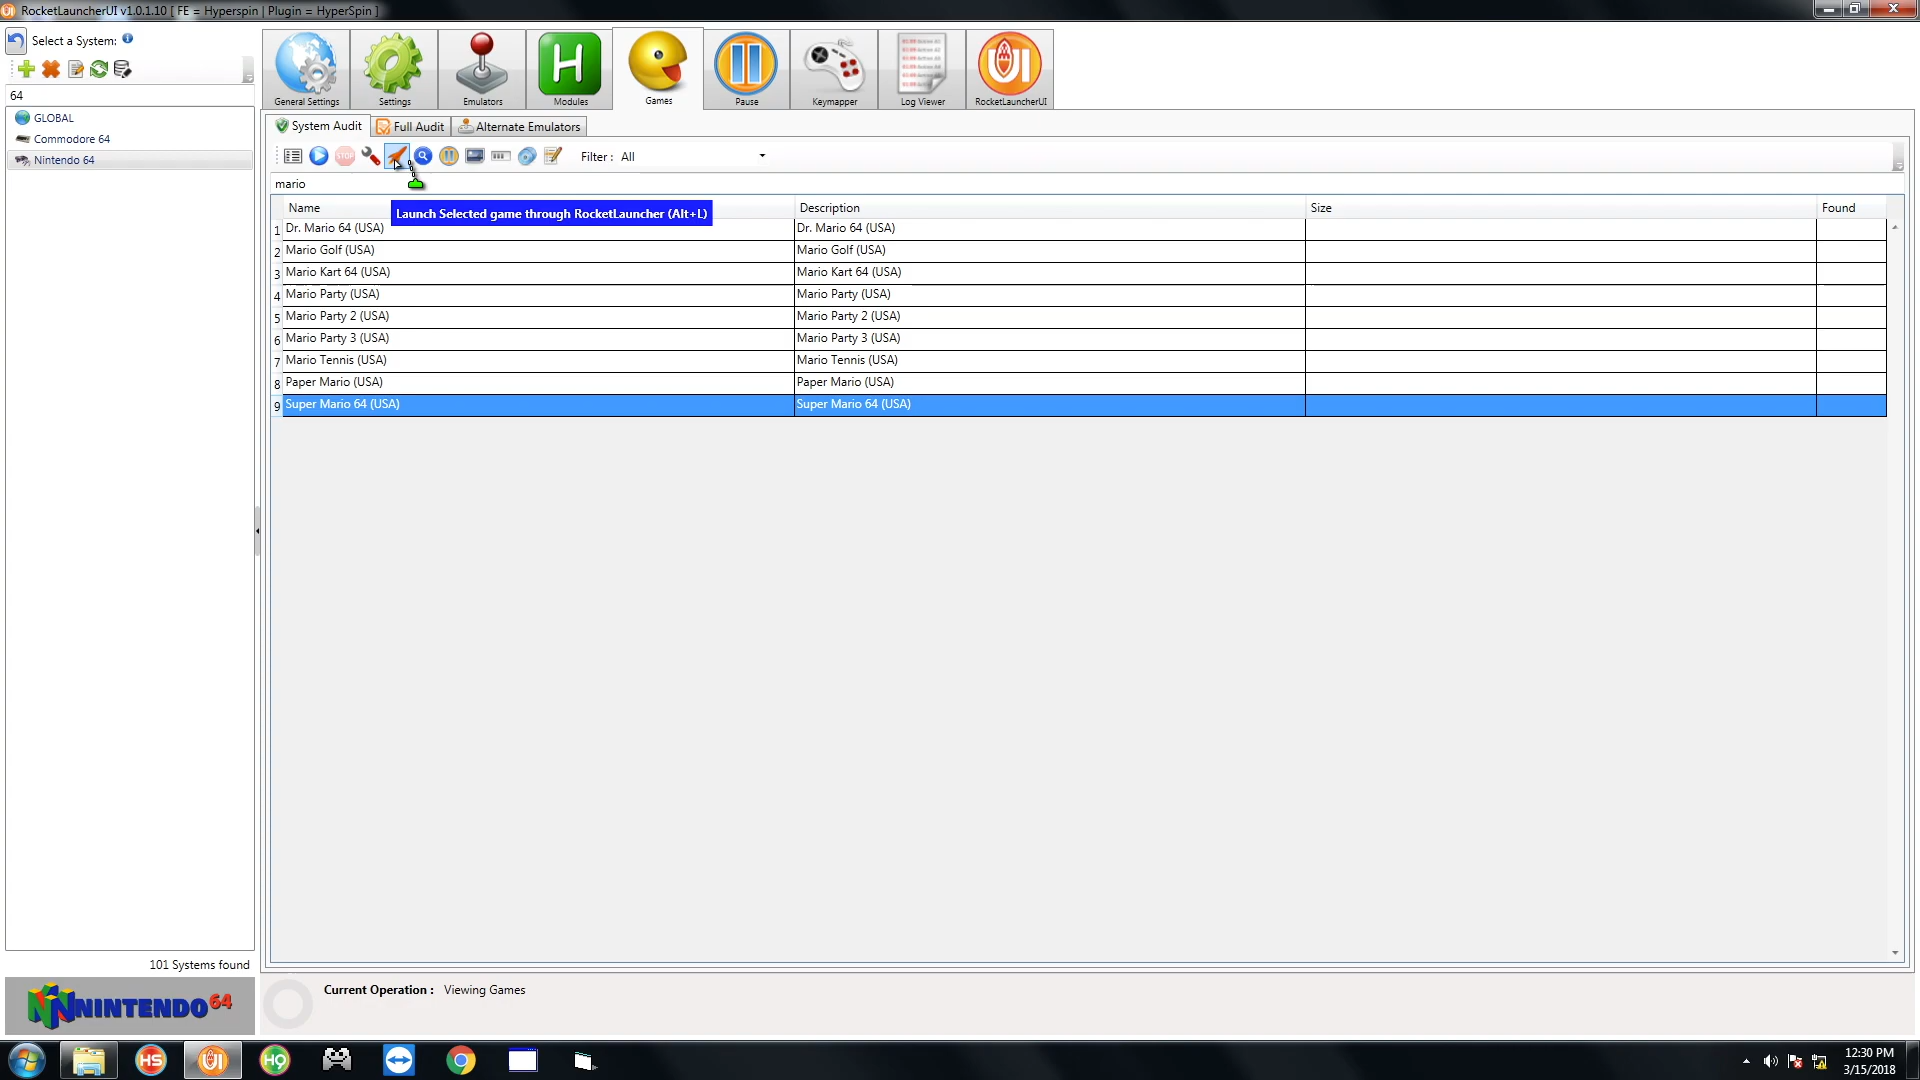 RocketLauncherUI v1.0.1.10 [ FE = Hyperspin | Plugin = HyperSpin ]
Select a System:
64
GLOBAL
Commodore 64
Nintendo 64
101 Systems found
NINTENDO 64
General Settings
Settings
Emulators
H
Modules
Games
Pause
Keymapper
Log Viewer
UI
RocketLauncherUI
System Audit
Full Audit
Alternate Emulators
STOP
Filter : All
mario
Launch Selected game through RocketLauncher (Alt+L)
Name Description Size Found
1 Dr. Mario 64 (USA) Dr. Mario 64 (USA)
2 Mario Golf (USA) Mario Golf (USA)
3 Mario Kart 64 (USA) Mario Kart 64 (USA)
4 Mario Party (USA) Mario Party (USA)
5 Mario Party 2 (USA) Mario Party 2 (USA)
6 Mario Party 3 (USA) Mario Party 3 (USA)
7 Mario Tennis (USA) Mario Tennis (USA)
8 Paper Mario (USA) Paper Mario (USA)
9 Super Mario 64 (USA) Super Mario 64 (USA)
Current Operation : Viewing Games
HS
UI
HQ
12:30 PM
3/15/2018